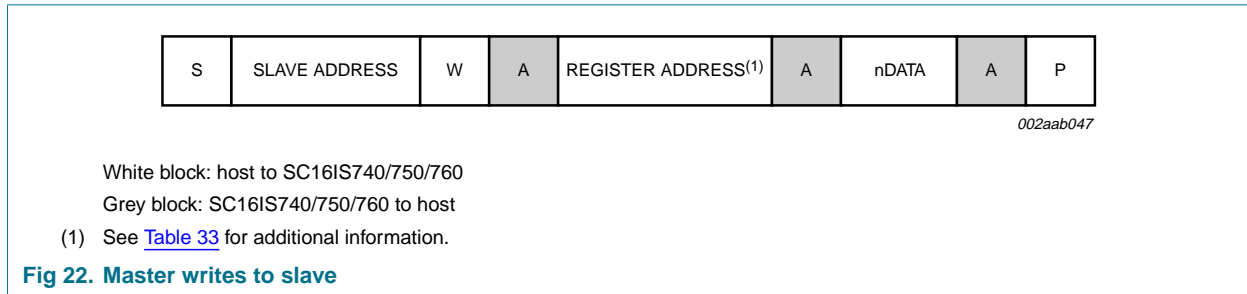 S SLAVE ADDRESS W A REGISTER ADDRESS(1) A nDATA A P
002aab047
White block: host to SC16IS740/750/760
Grey block: SC16IS740/750/760 to host
(1) See Table 33 for additional information.
Fig 22. Master writes to slave